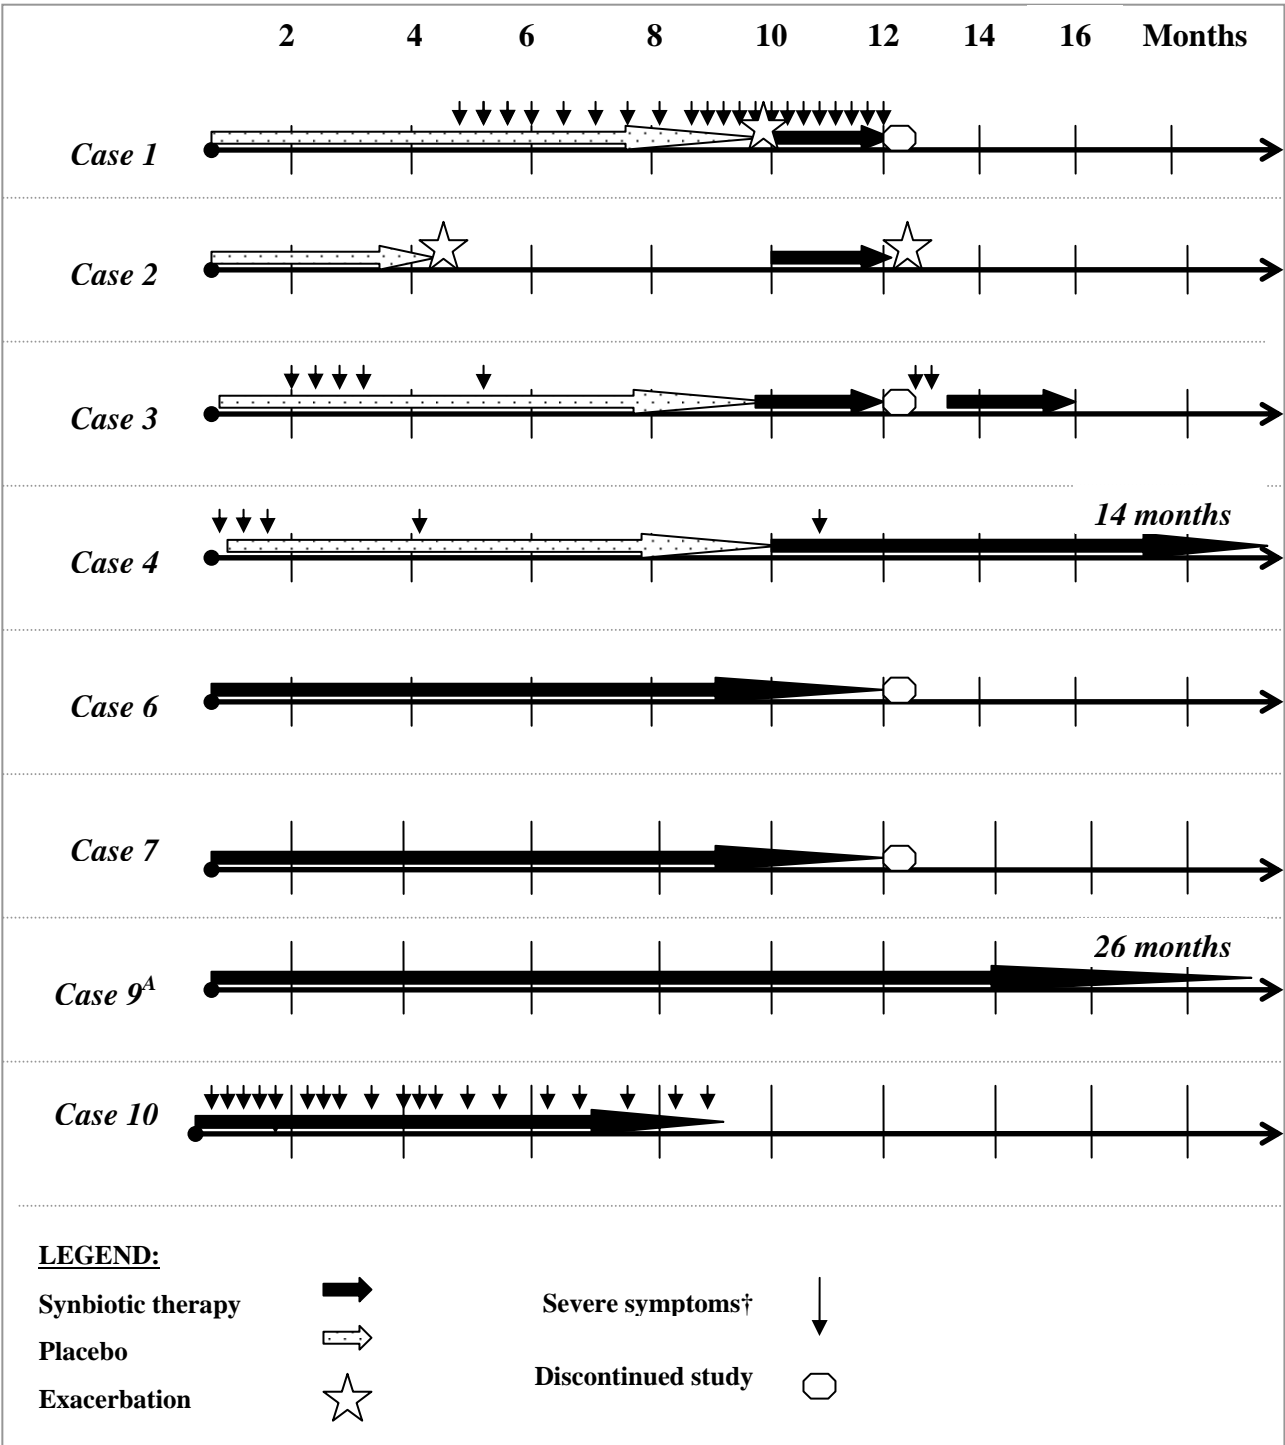 2 4 6 8 10 12 14 16 Months
Case 1
Case 2
Case 3
14 months
Case 4
Case 6
Case 7
26 months
Case 9A
Case 10
LEGEND:
Synbiotic therapy
Severe symptoms†
Placebo
Discontinued study
Exacerbation